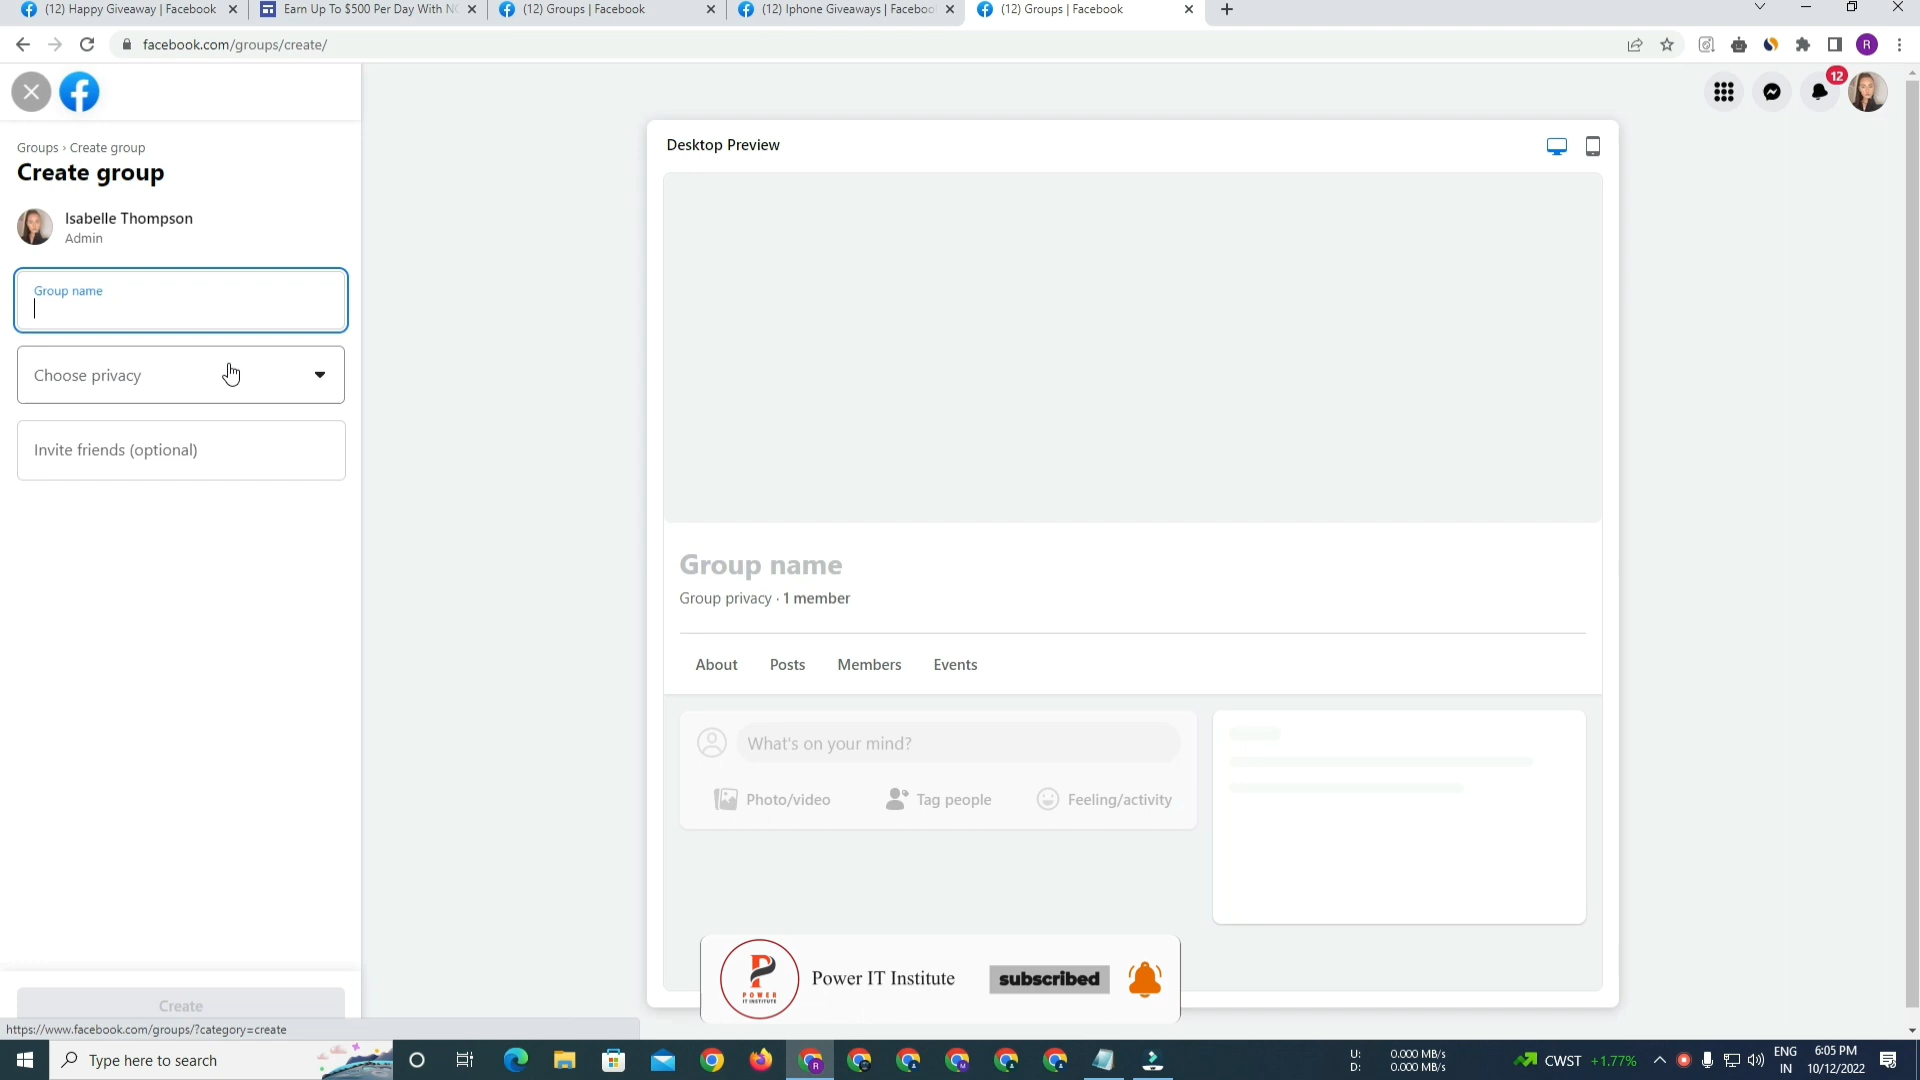 (12) Happy Giveaway | Facebook
Earn Up To $500 Per Day With N
(12) Groups | Facebook
(12) Iphone Giveaways | Faceboo
(12) Groups | Facebook
facebook.com/groups/create/
R
12
Groups › Create group
Create group
Isabelle Thompson
Admin
Group name
Choose privacy
Invite friends (optional)
Create
Desktop Preview
Group name
Group privacy · 1 member
About Posts Members Events
What's on your mind?
Photo/video Tag people Feeling/activity
POWER
IT INSTITUTE
Power IT Institute subscribed
https://www.facebook.com/groups/?category=create
Type here to search
U: 0.000 MB/s
D: 0.000 MB/s
CWST +1.77%
ENG
IN
6:05 PM
10/12/2022